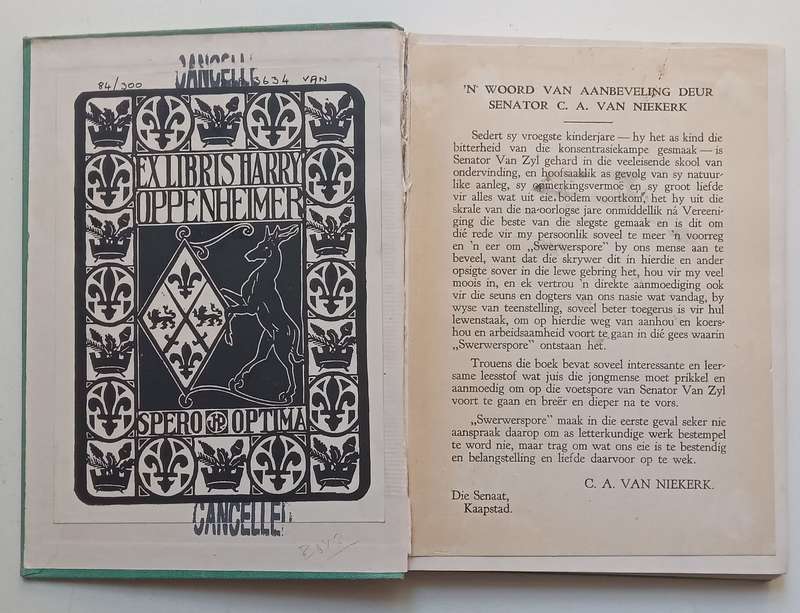 CANCELLE
84/300
3634 VAN
EX LIBRIS HARRY
OPPENHEIMER
SPERO OPTIMA
CANCELLED
'N WOORD VAN AANBEVELING DEUR
SENATOR C. A. VAN NIEKERK
Sedert sy vroegste kinderjare — hy het as kind die
bitterheid van die konsentrasiekampe gesmaak — is
Senator Van Zyl gehard in die veeleisende skool van
ondervinding, en hoofsaaklik as gevolg van sy natuur-
like aanleg, sy opmerkingsvermoë en sy groot liefde
vir alles wat uit eie bodem voortkom, het hy uit die
skrale van die na-oorlogse jare onmiddellik ná Vereeni-
ging die beste van die slegste gemaak en is dit om
dié rede vir my persoonlik soveel te meer 'n voorreg
en 'n eer om „Swerwerspore” by ons mense aan te
beveel, want dat die skrywer dit in hierdie en ander
opsigte sover in die lewe gebring het, hou vir my veel
moois in, en ek vertrou 'n direkte aanmoediging ook
vir die seuns en dogters van ons nasie wat vandag, by
wyse van teenstelling, soveel beter toegerus is vir hul
lewenstaak, om op hierdie weg van aanhou en koers-
hou en arbeidsaamheid voort te gaan in dié gees waarin
„Swerwerspore” ontstaan het.
Trouens die boek bevat soveel interessante en leer-
same leesstof wat juis die jongmense moet prikkel en
aanmoedig om op die voetspore van Senator Van Zyl
voort te gaan en breër en dieper na te vors.
„Swerwerspore” maak in die eerste geval seker nie
aanspraak daarop om as letterkundige werk bestempel
te word nie, maar trag om wat ons eie is te bestendig
en belangstelling en liefde daarvoor op te wek.
C. A. VAN NIEKERK.
Die Senaat,
Kaapstad.